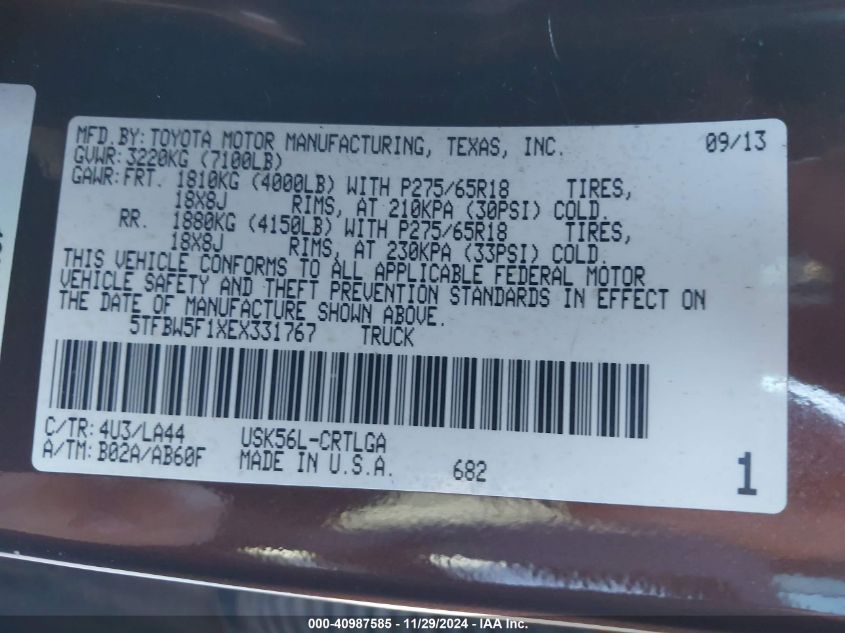 MFD.BY:TOYOTA MOTOR MANUFACTURING, TEXAS, INC. 09/13
GVWR:3220KG (7100LB)
GAWR:FRT. 1810KG (4000LB) WITH P275/65R18 TIRES,
18X8J RIMS, AT 210KPA (30PSI) COLD.
RR. 1880KG (4150LB) WITH P275/65R18 TIRES,
18X8J RIMS, AT 230KPA (33PSI) COLD.
THIS VEHICLE CONFORMS TO ALL APPLICABLE FEDERAL MOTOR
VEHICLE SAFETY AND THEFT PREVENTION STANDARDS IN EFFECT ON
THE DATE OF MANUFACTURE SHOWN ABOVE.
5TFBW5F1XEX331767 TRUCK
C/TR:4U3/LA44 USK56L-CRTLGA
A/TM:B02A/AB60F MADE IN U.S.A. 682 1
000-40987585 - 11/29/2024 - IAA Inc.